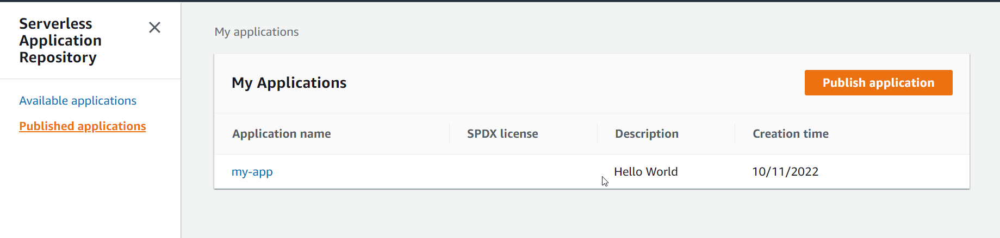 Serverless
Application
Repository
Available applications
Published applications
My applications
My Applications
Publish application
Application name SPDX license Description Creation time
my-app Hello World 10/11/2022